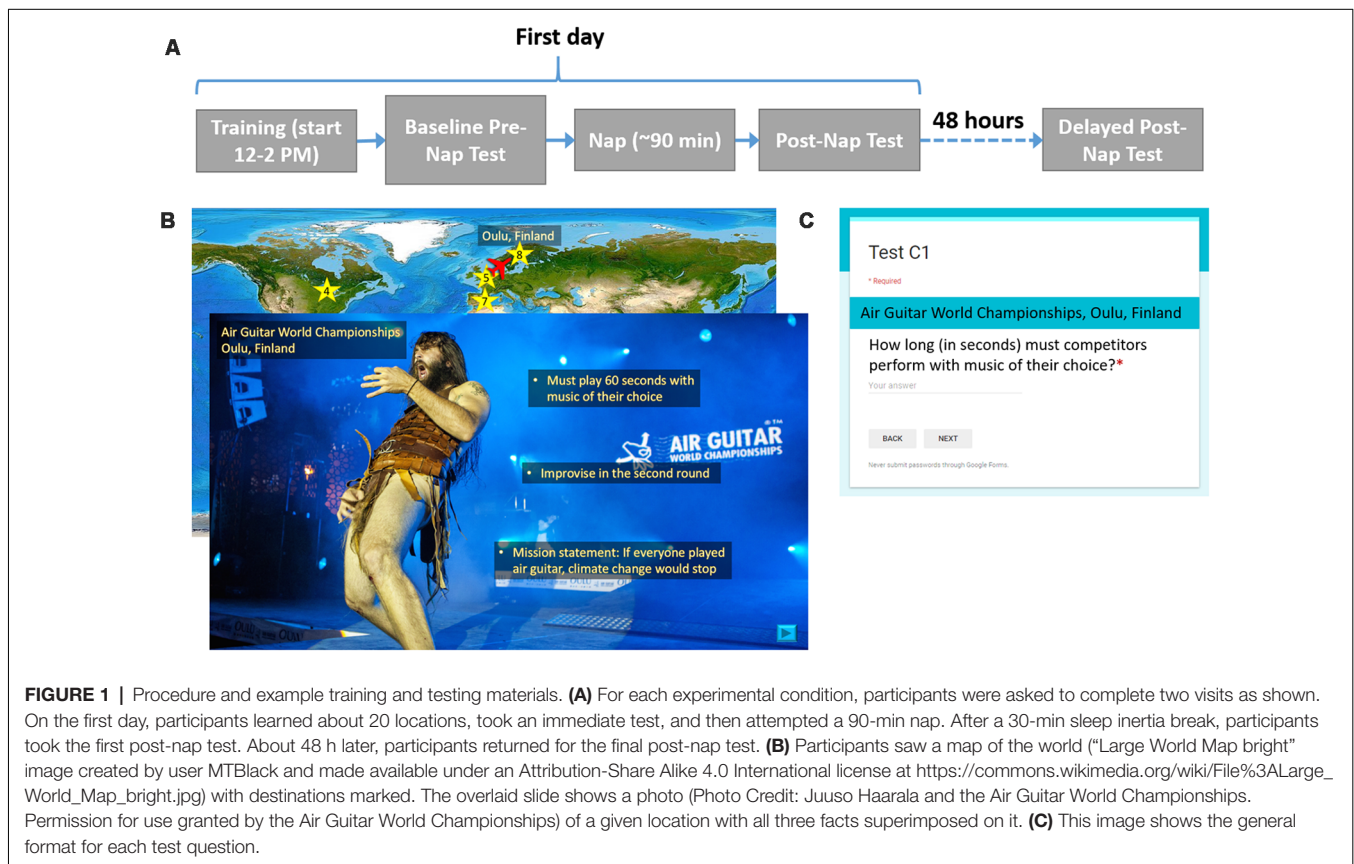 A
First day
Training (start
12-2 PM)
Baseline Pre-
Nap Test
Nap (~90 min)
Post-Nap Test
48 hours
Delayed Post-
Nap Test
B
Oulu, Finland
8
5
4
7
Air Guitar World Championships
Oulu, Finland
• Must play 60 seconds with
music of their choice
AIR GUITAR ®™
WORLD CHAMPIONSHIPS
• Improvise in the second round
• Mission statement: If everyone played
air guitar, climate change would stop
OULU
C
Test C1
* Required
Air Guitar World Championships, Oulu, Finland
How long (in seconds) must competitors
perform with music of their choice?*
Your answer
BACK
NEXT
Never submit passwords through Google Forms.
FIGURE 1 | Procedure and example training and testing materials. (A) For each experimental condition, participants were asked to complete two visits as shown.
On the first day, participants learned about 20 locations, took an immediate test, and then attempted a 90-min nap. After a 30-min sleep inertia break, participants
took the first post-nap test. About 48 h later, participants returned for the final post-nap test. (B) Participants saw a map of the world (“Large World Map bright”
image created by user MTBlack and made available under an Attribution-Share Alike 4.0 International license at https://commons.wikimedia.org/wiki/File%3ALarge_
World_Map_bright.jpg) with destinations marked. The overlaid slide shows a photo (Photo Credit: Juuso Haarala and the Air Guitar World Championships.
Permission for use granted by the Air Guitar World Championships) of a given location with all three facts superimposed on it. (C) This image shows the general
format for each test question.